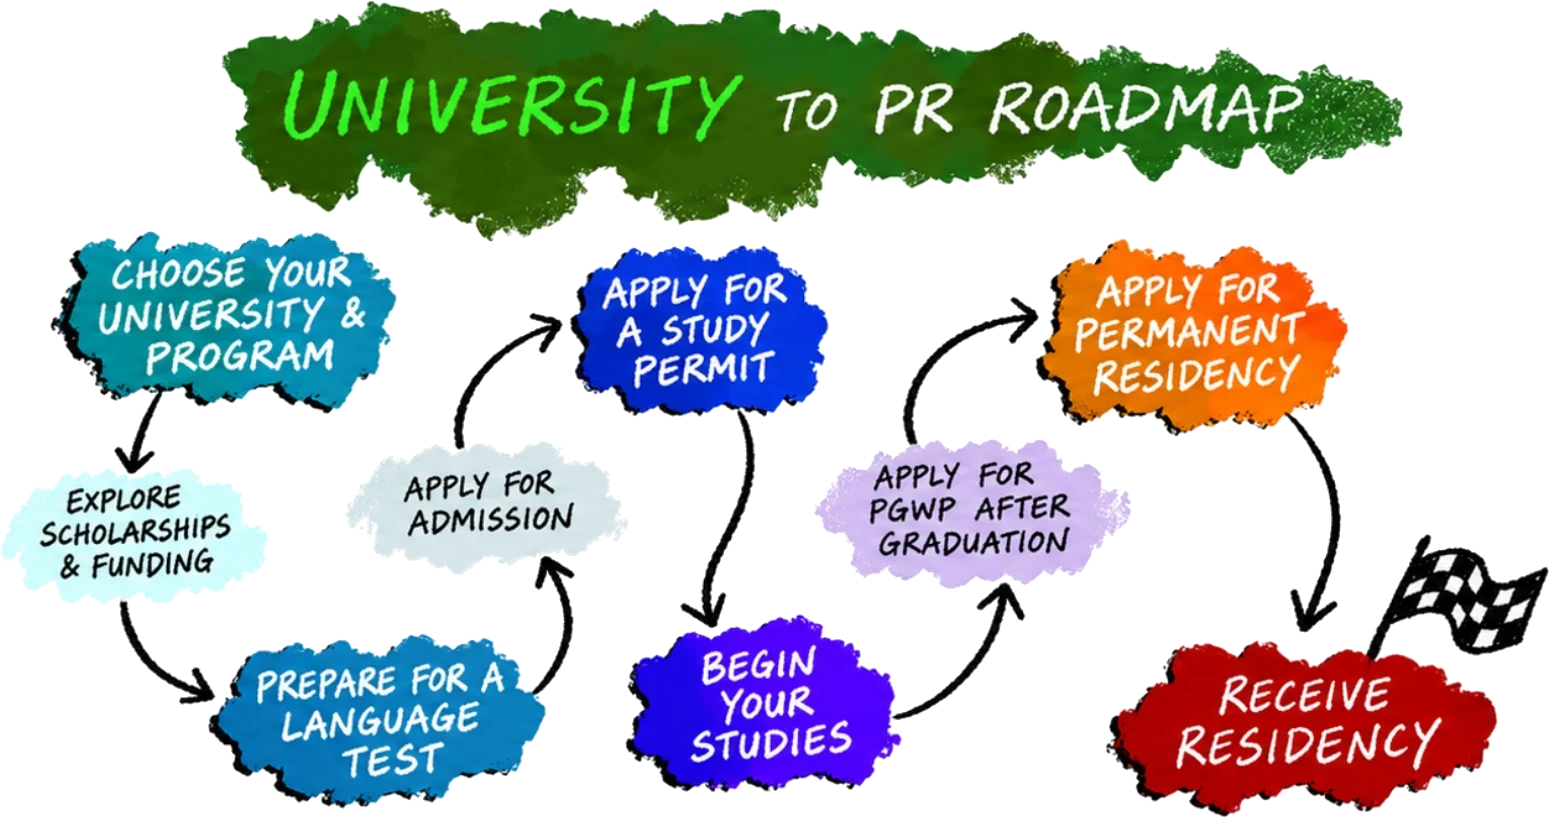 UNIVERSITY TO PR ROADMAP
CHOOSE YOUR
UNIVERSITY &
PROGRAM
EXPLORE
SCHOLARSHIPS
& FUNDING
PREPARE FOR A
LANGUAGE
TEST
APPLY FOR
ADMISSION
APPLY FOR
A STUDY
PERMIT
BEGIN
YOUR
STUDIES
APPLY FOR
PGWP AFTER
GRADUATION
APPLY FOR
PERMANENT
RESIDENCY
RECEIVE
RESIDENCY